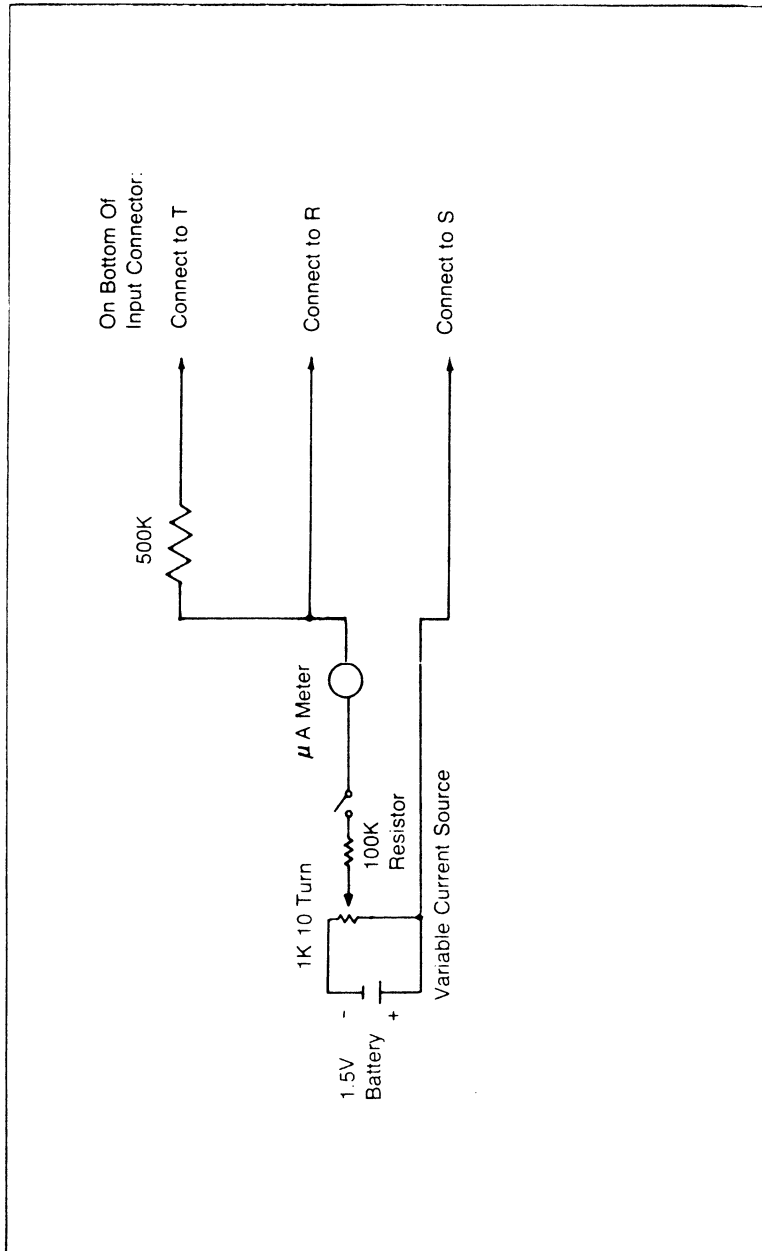 On Bottom Of
Input Connector:
Connect to T
500K
Connect to R
μA Meter
Connect to S
1K 10 Turn
100K
Resistor
1.5V
Battery
-
+
Variable Current Source